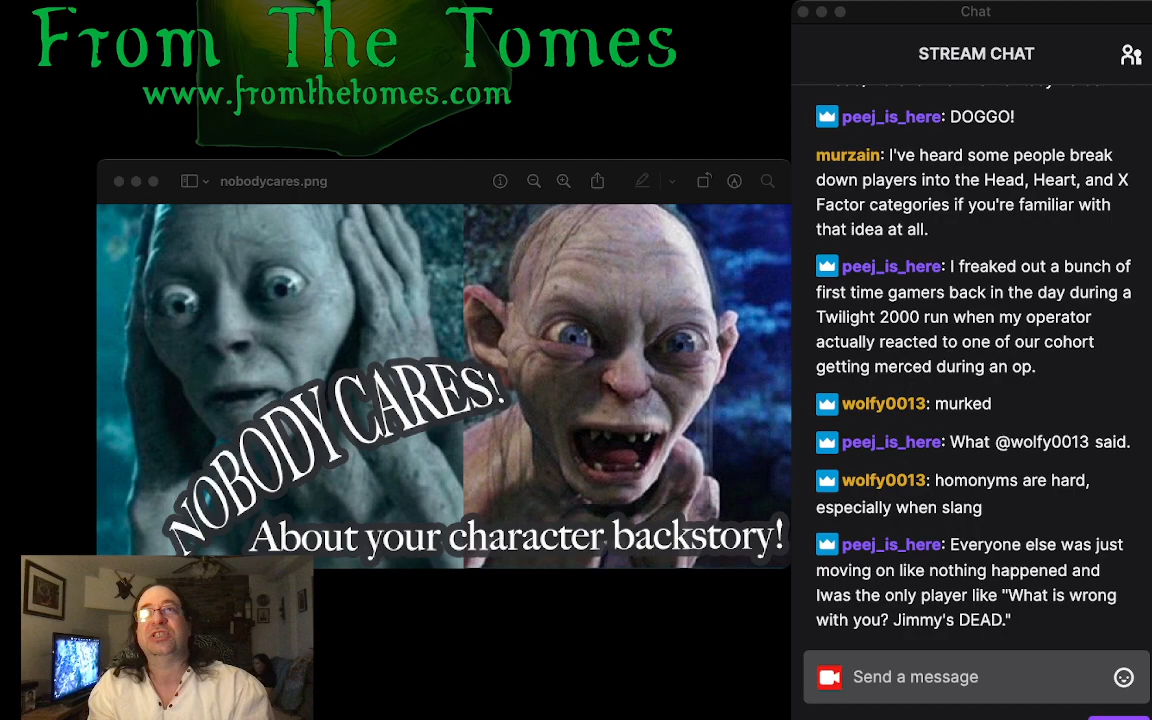 From The Tomes
www.fromthetomes.com
nobodycares.png
NOBODY CARES!
About your character backstory!
Chat
STREAM CHAT
peej_is_here: DOGGO!
murzain: I've heard some people break
down players into the Head, Heart, and X
Factor categories if you're familiar with
that idea at all.
peej_is_here: I freaked out a bunch of
first time gamers back in the day during a
Twilight 2000 run when my operator
actually reacted to one of our cohort
getting merced during an op.
wolfy0013: murked
peej_is_here: What @wolfy0013 said.
wolfy0013: homonyms are hard,
especially when slang
peej_is_here: Everyone else was just
moving on like nothing happened and
Iwas the only player like "What is wrong
with you? Jimmy's DEAD."
Send a message